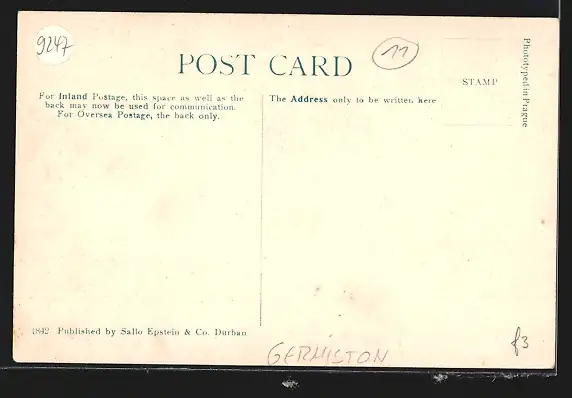 9247
11
POST CARD
STAMP
Phototyped in Prague
For Inland Postage, this space as well as the
back may now be used for communication.
For Oversea Postage, the back only.
The Address only to be written here
1842 Published by Sallo Epstein & Co. Durban
GERMISTON
£3